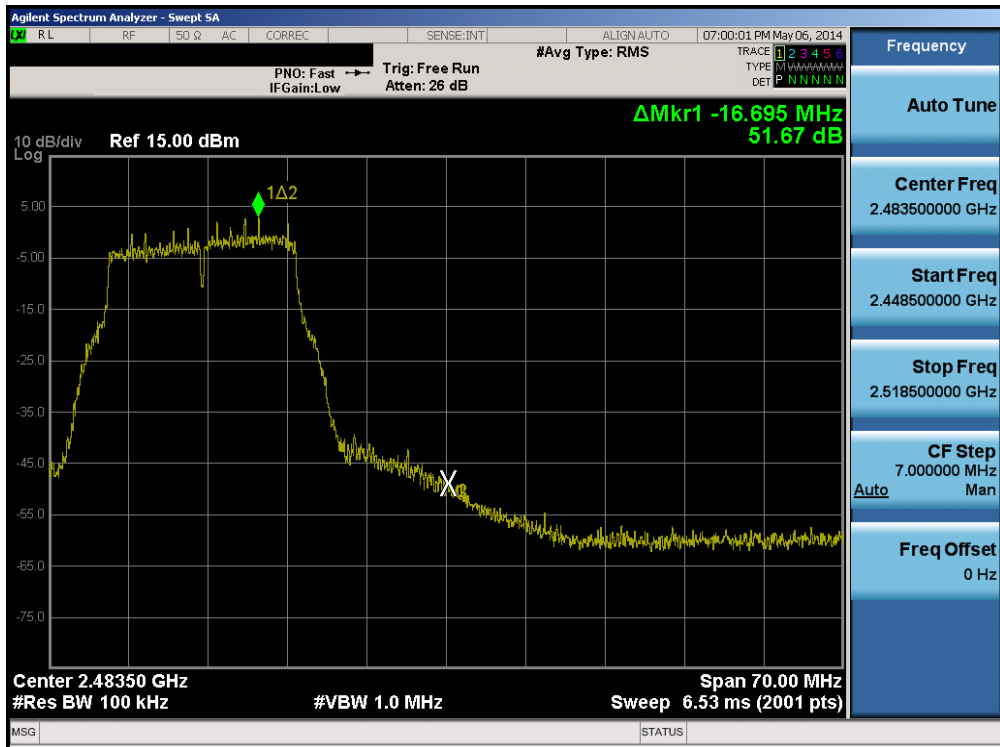 Agilent Spectrum Analyzer - Swept SA
LXI RL RF 50 Ω AC CORREC SENSE:INT ALIGN AUTO 07:00:01 PM May 06, 2014
PNO: Fast Trig: Free Run #Avg Type: RMS TRACE 1 2 3 4 5 6
IFGain:Low Atten: 26 dB TYPE M WWWWW
DET P N N N N N
ΔMkr1 -16.695 MHz
51.67 dB
10 dB/div Ref 15.00 dBm
Log
1Δ2
5.00
-5.00
-15.0
-25.0
-35.0
-45.0
-55.0
-65.0
-75.0
X
Center 2.48350 GHz Span 70.00 MHz
#Res BW 100 kHz #VBW 1.0 MHz Sweep 6.53 ms (2001 pts)
MSG STATUS
Frequency
Auto Tune
Center Freq
2.483500000 GHz
Start Freq
2.448500000 GHz
Stop Freq
2.518500000 GHz
CF Step
7.000000 MHz
Auto Man
Freq Offset
0 Hz